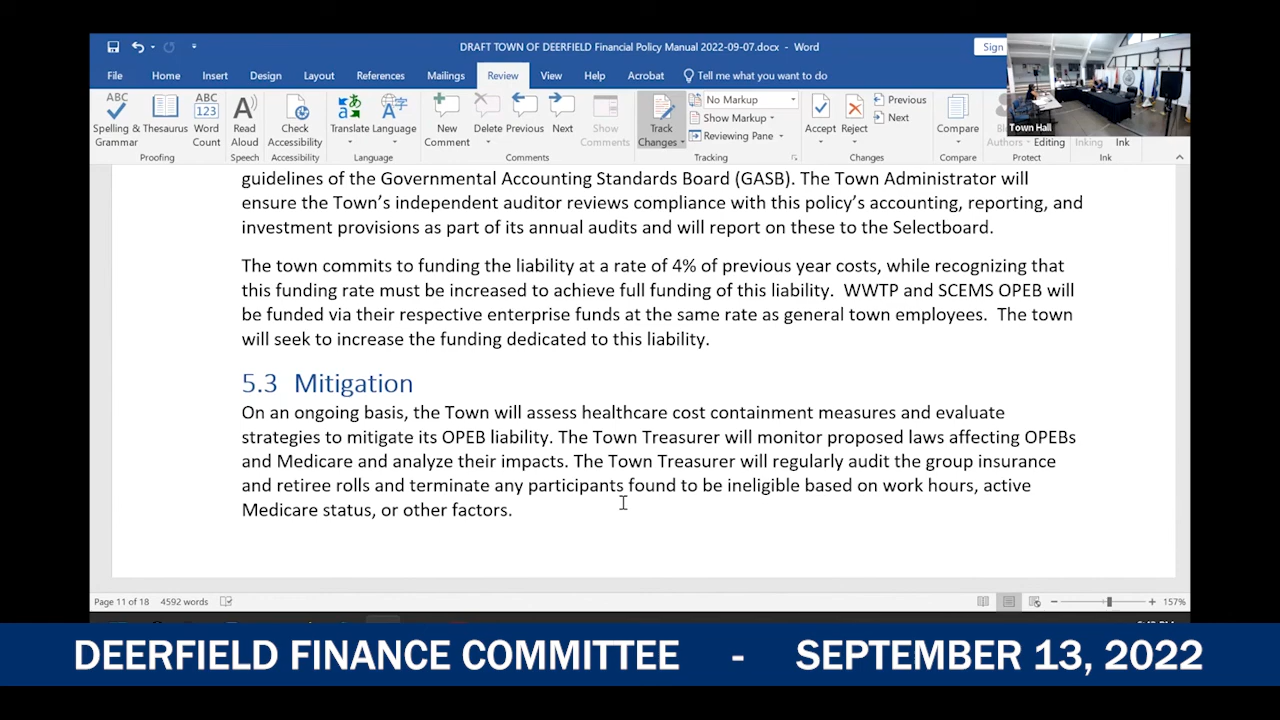 DRAFT TOWN OF DEERFIELD Financial Policy Manual 2022-09-07.docx - Word
Sign
File Home Insert Design Layout References Mailings Review View Help Acrobat Tell me what you want to do
Town Hall
Spelling & Grammar
Thesaurus
Word Count
Read Aloud
Check Accessibility
Translate
Language
New Comment
Delete
Previous
Next
Show Comments
Track Changes
No Markup
Show Markup
Reviewing Pane
Accept
Reject
Previous
Next
Compare
Authors
Editing
Inking
Ink
Proofing Speech Accessibility Language Comments Tracking Changes Compare Protect Ink
guidelines of the Governmental Accounting Standards Board (GASB). The Town Administrator will
ensure the Town's independent auditor reviews compliance with this policy's accounting, reporting, and
investment provisions as part of its annual audits and will report on these to the Selectboard.
The town commits to funding the liability at a rate of 4% of previous year costs, while recognizing that
this funding rate must be increased to achieve full funding of this liability. WWTP and SCEMS OPEB will
be funded via their respective enterprise funds at the same rate as general town employees. The town
will seek to increase the funding dedicated to this liability.
5.3 Mitigation
On an ongoing basis, the Town will assess healthcare cost containment measures and evaluate
strategies to mitigate its OPEB liability. The Town Treasurer will monitor proposed laws affecting OPEBs
and Medicare and analyze their impacts. The Town Treasurer will regularly audit the group insurance
and retiree rolls and terminate any participants found to be ineligible based on work hours, active
Medicare status, or other factors.
Page 11 of 18 4592 words 157%
DEERFIELD FINANCE COMMITTEE - SEPTEMBER 13, 2022